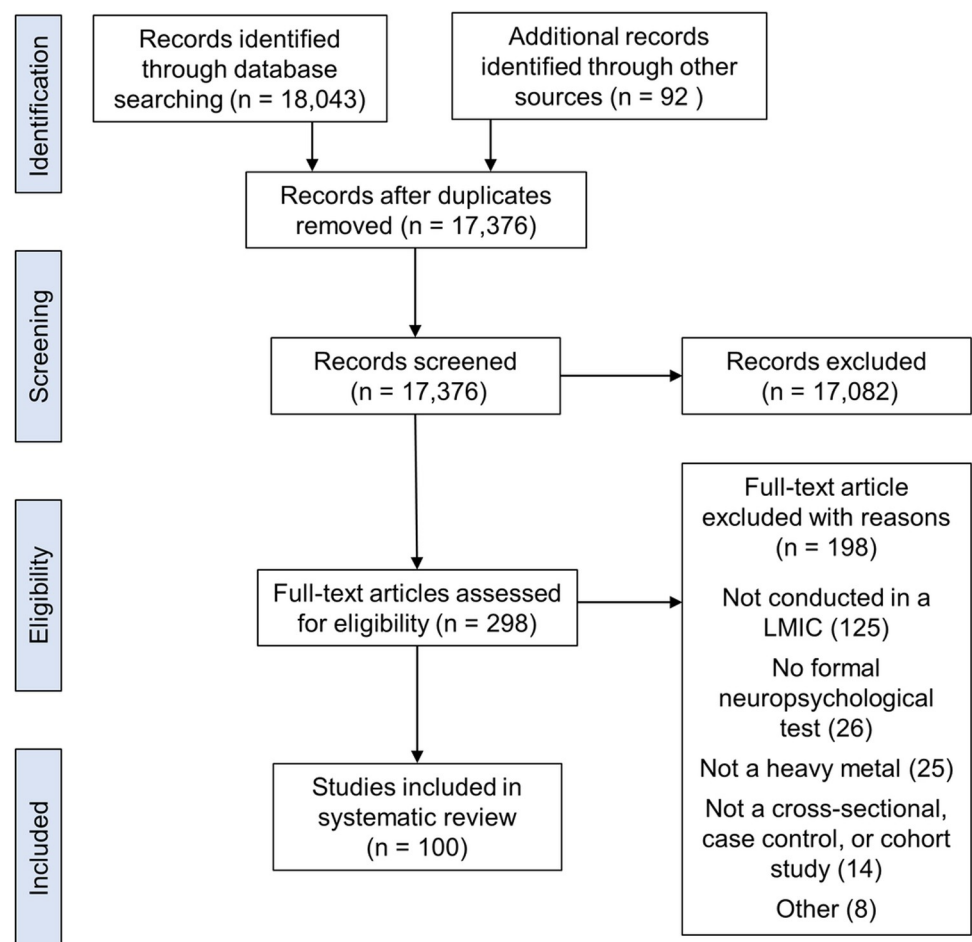 Identification
Records identified
through database
searching (n = 18,043)
Additional records
identified through other
sources (n = 92 )
Records after duplicates
removed (n = 17,376)
Screening
Records screened
(n = 17,376)
Records excluded
(n = 17,082)
Eligibility
Full-text articles assessed
for eligibility (n = 298)
Full-text article
excluded with reasons
(n = 198)
Not conducted in a
LMIC (125)
No formal
neuropsychological
test (26)
Not a heavy metal (25)
Not a cross-sectional,
case control, or cohort
study (14)
Other (8)
Included
Studies included in
systematic review
(n = 100)